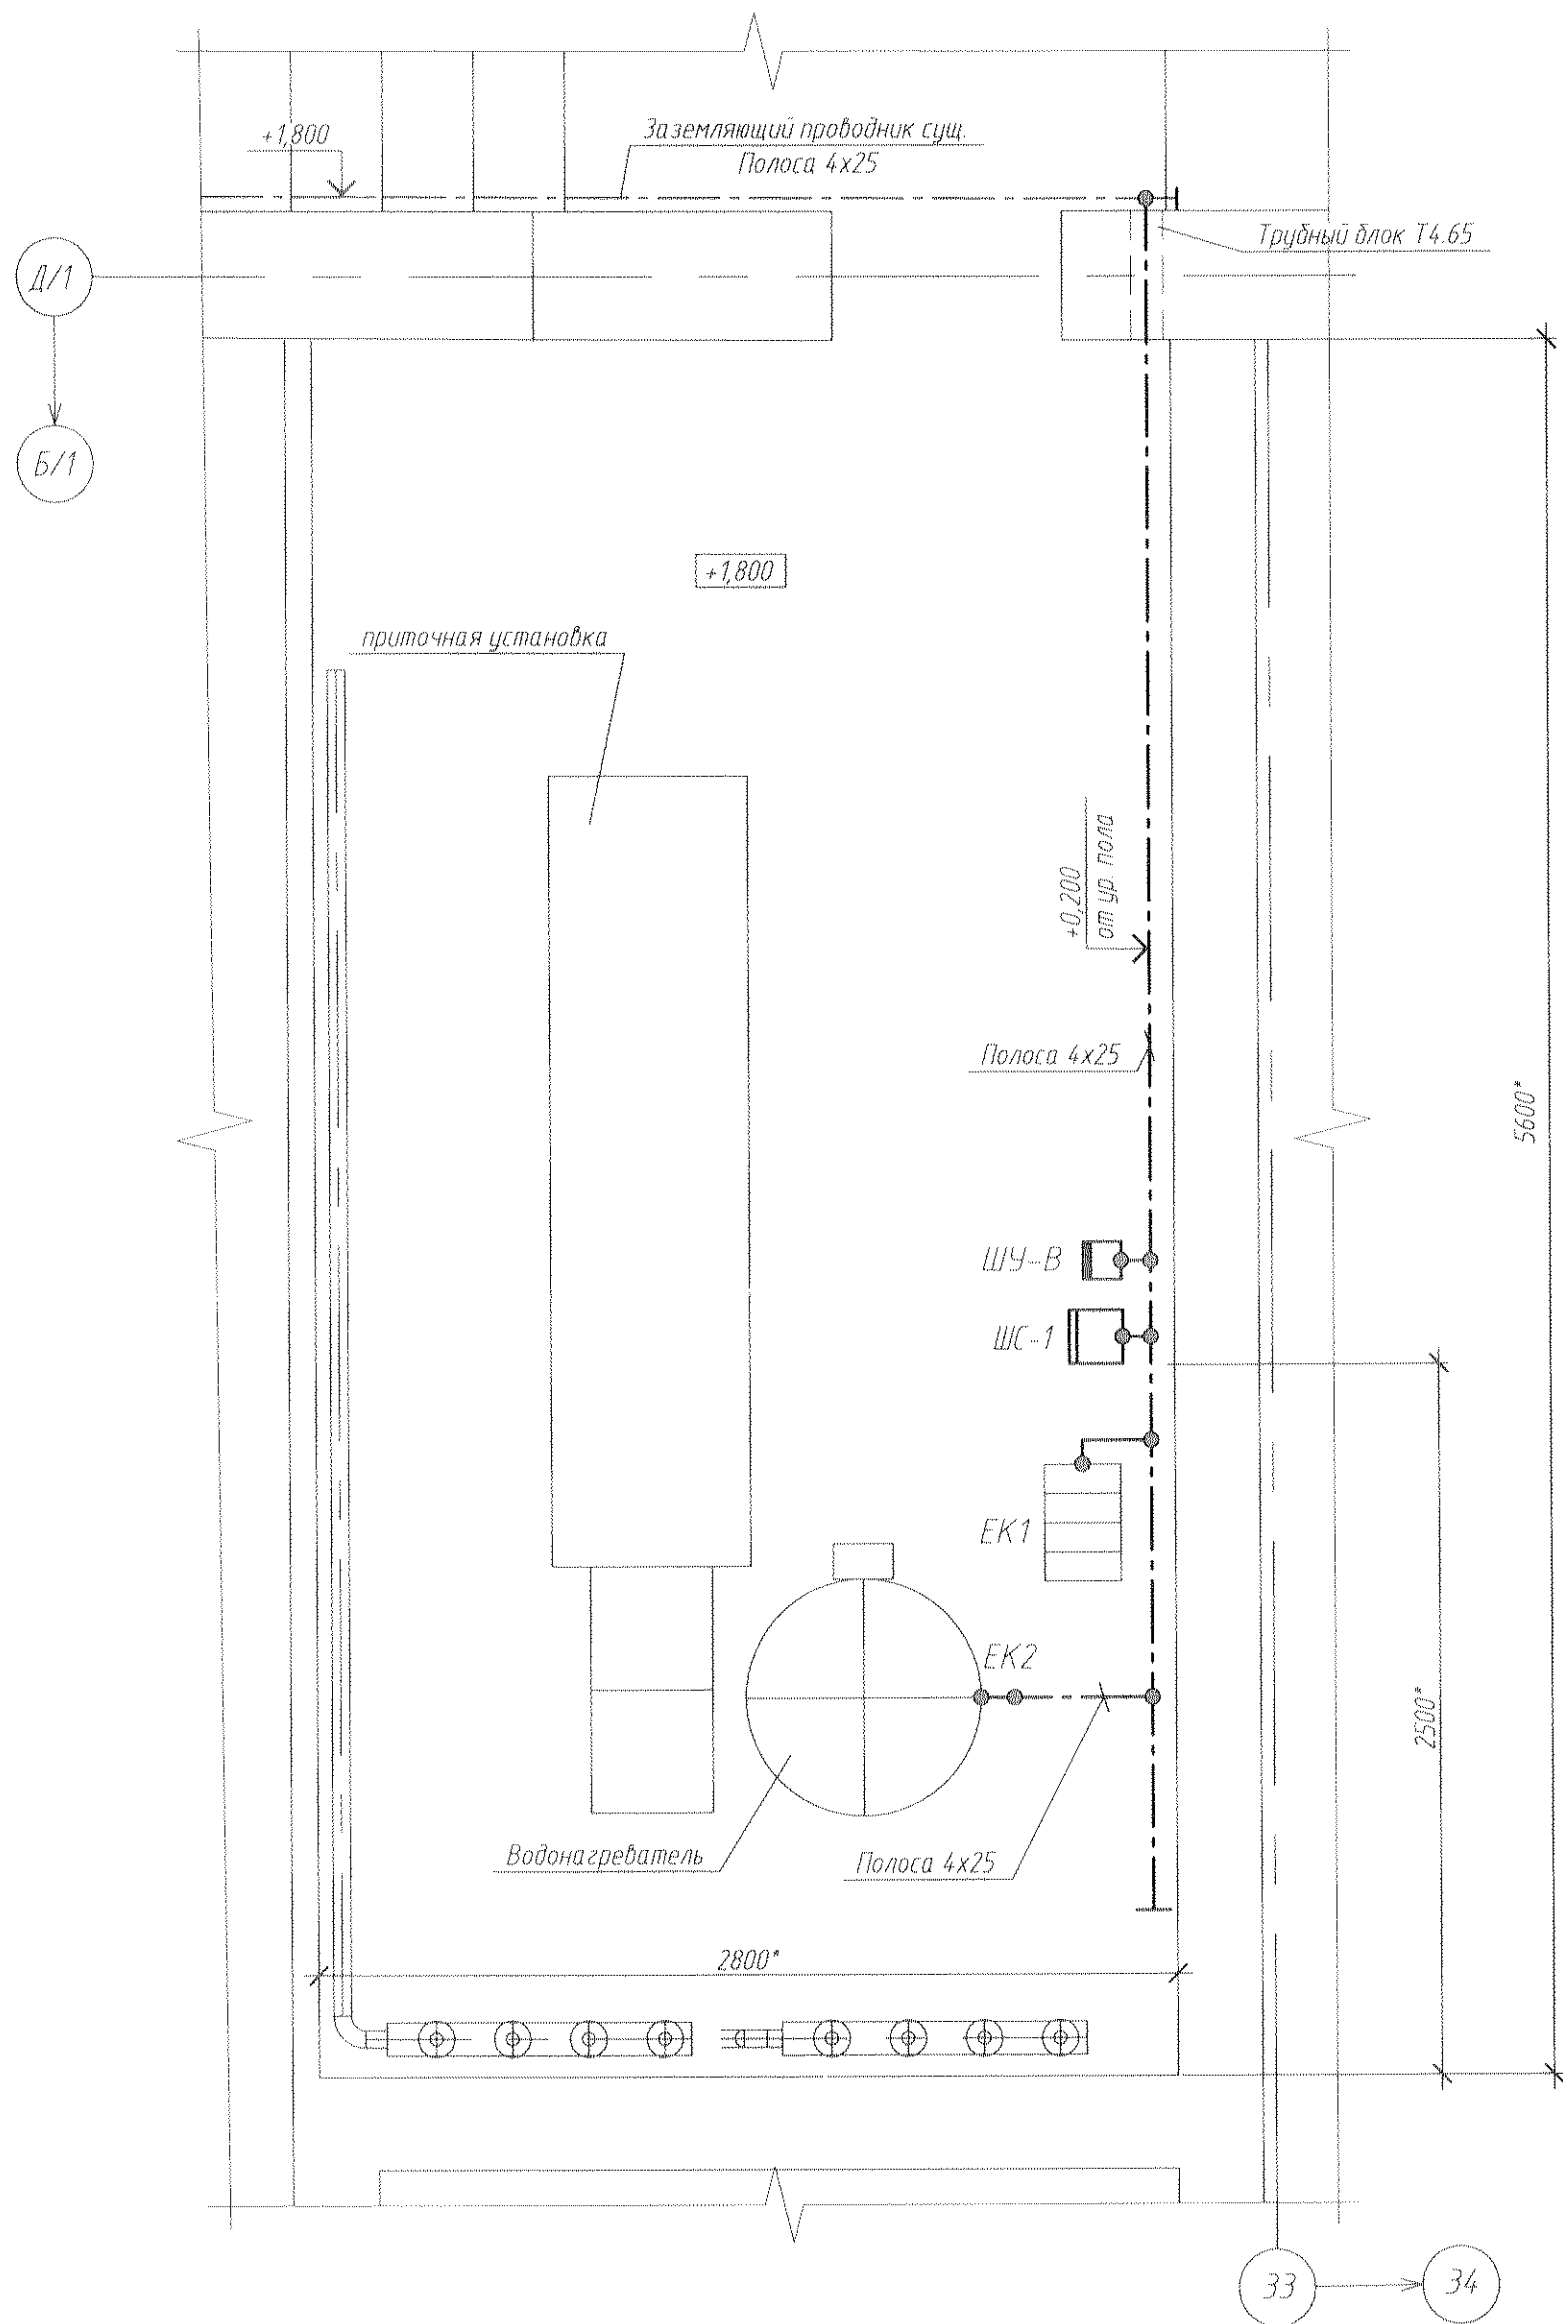 +1,800
Заземляющий проводник сущ.
Полоса 4х25
Трубный блок Т4.65
Д/1
Б/1
+1,800
приточная установка
+0,200
от ур. пола
Полоса 4х25
5600*
ШУ-В
ШС-1
ЕК1
ЕК2
2500*
Водонагреватель
Полоса 4х25
2800*
33
34